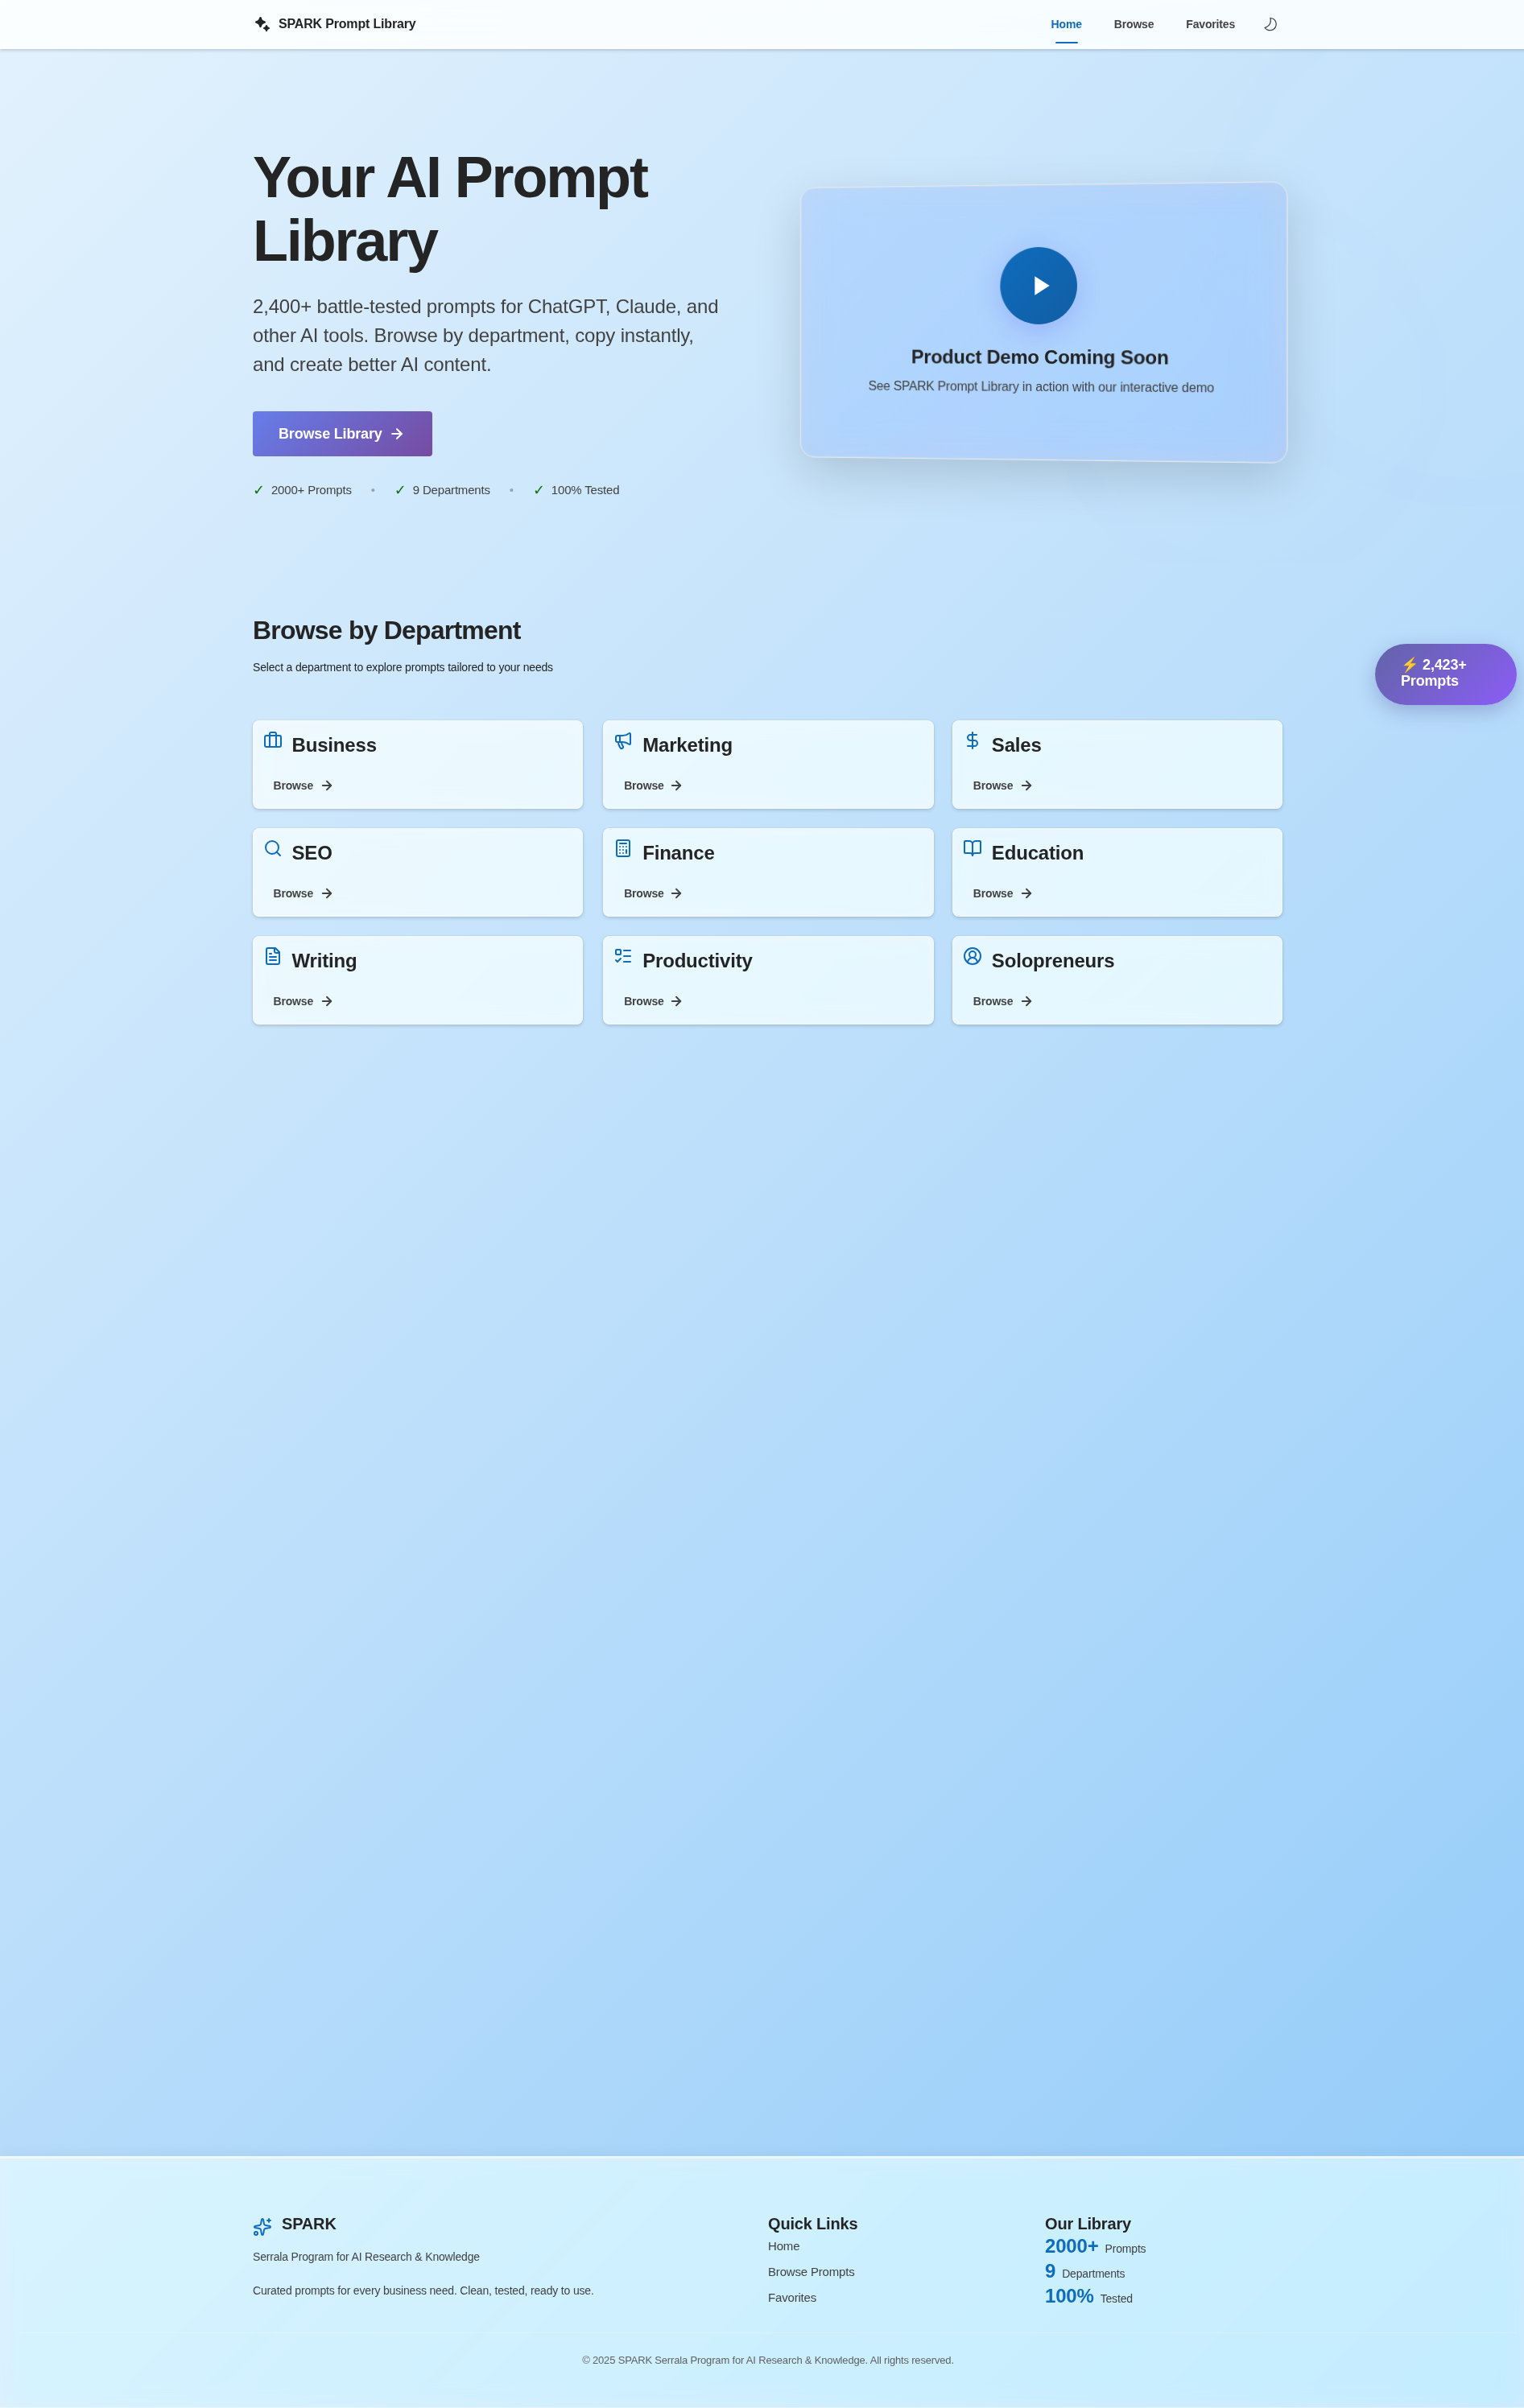 SPARK Prompt Library
Home
Browse
Favorites
Your AI Prompt
Library
2,400+ battle-tested prompts for ChatGPT, Claude, and
other AI tools. Browse by department, copy instantly,
and create better AI content.
Browse Library
✓ 2000+ Prompts • ✓ 9 Departments • ✓ 100% Tested
Product Demo Coming Soon
See SPARK Prompt Library in action with our interactive demo
Browse by Department
Select a department to explore prompts tailored to your needs
⚡ 2,423+
Prompts
Business
Browse
Marketing
Browse
Sales
Browse
SEO
Browse
Finance
Browse
Education
Browse
Writing
Browse
Productivity
Browse
Solopreneurs
Browse
SPARK
Serrala Program for AI Research & Knowledge
Curated prompts for every business need. Clean, tested, ready to use.
Quick Links
Home
Browse Prompts
Favorites
Our Library
2000+ Prompts
9 Departments
100% Tested
© 2025 SPARK Serrala Program for AI Research & Knowledge. All rights reserved.